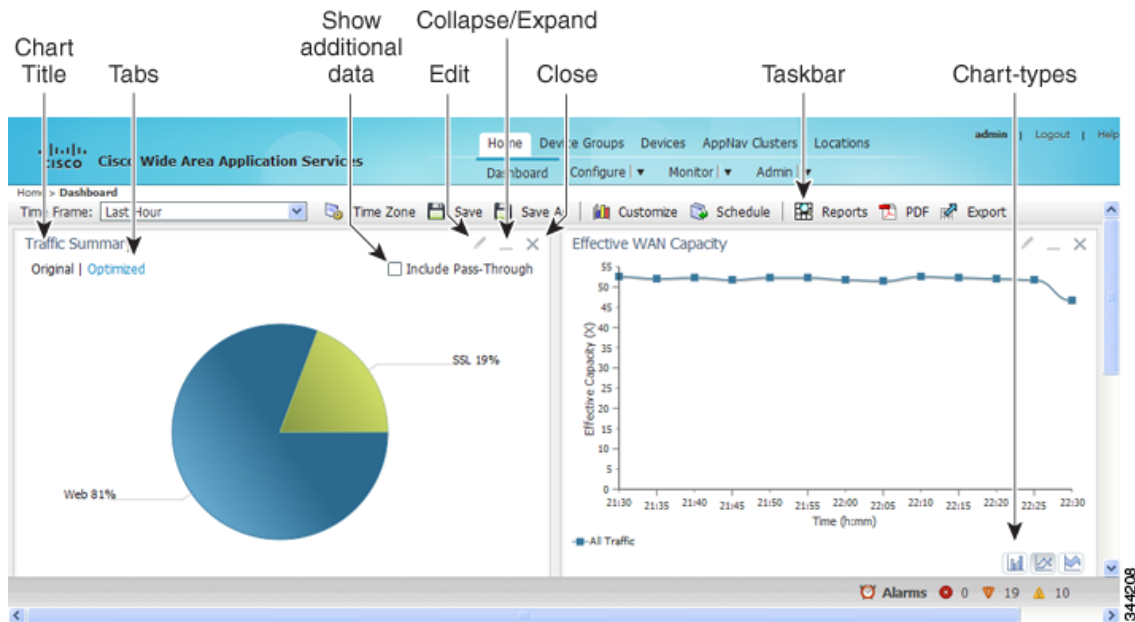 Chart Title
Tabs
Show additional data
Edit
Collapse/Expand
Close
Taskbar
Chart-types
cisco Cisco Wide Area Application Services
Home Device Groups Devices AppNav Clusters Locations
admin | Logout | Help
Dashboard Configure | ▼ Monitor | ▼ Admin | ▼
Home > Dashboard
Time Frame: Last Hour Time Zone Save Save As | Customize Schedule | Reports PDF Export
Traffic Summary
Original | Optimized
Include Pass-Through
SSL 19%
Web 81%
Effective WAN Capacity
Effective Capacity (X)
55
50
45
40
35
30
25
20
15
10
5
0
21:30 21:35 21:40 21:45 21:50 21:55 22:00 22:05 22:10 22:15 22:20 22:25 22:30
Time (h:mm)
All Traffic
Alarms 0 19 10
344208